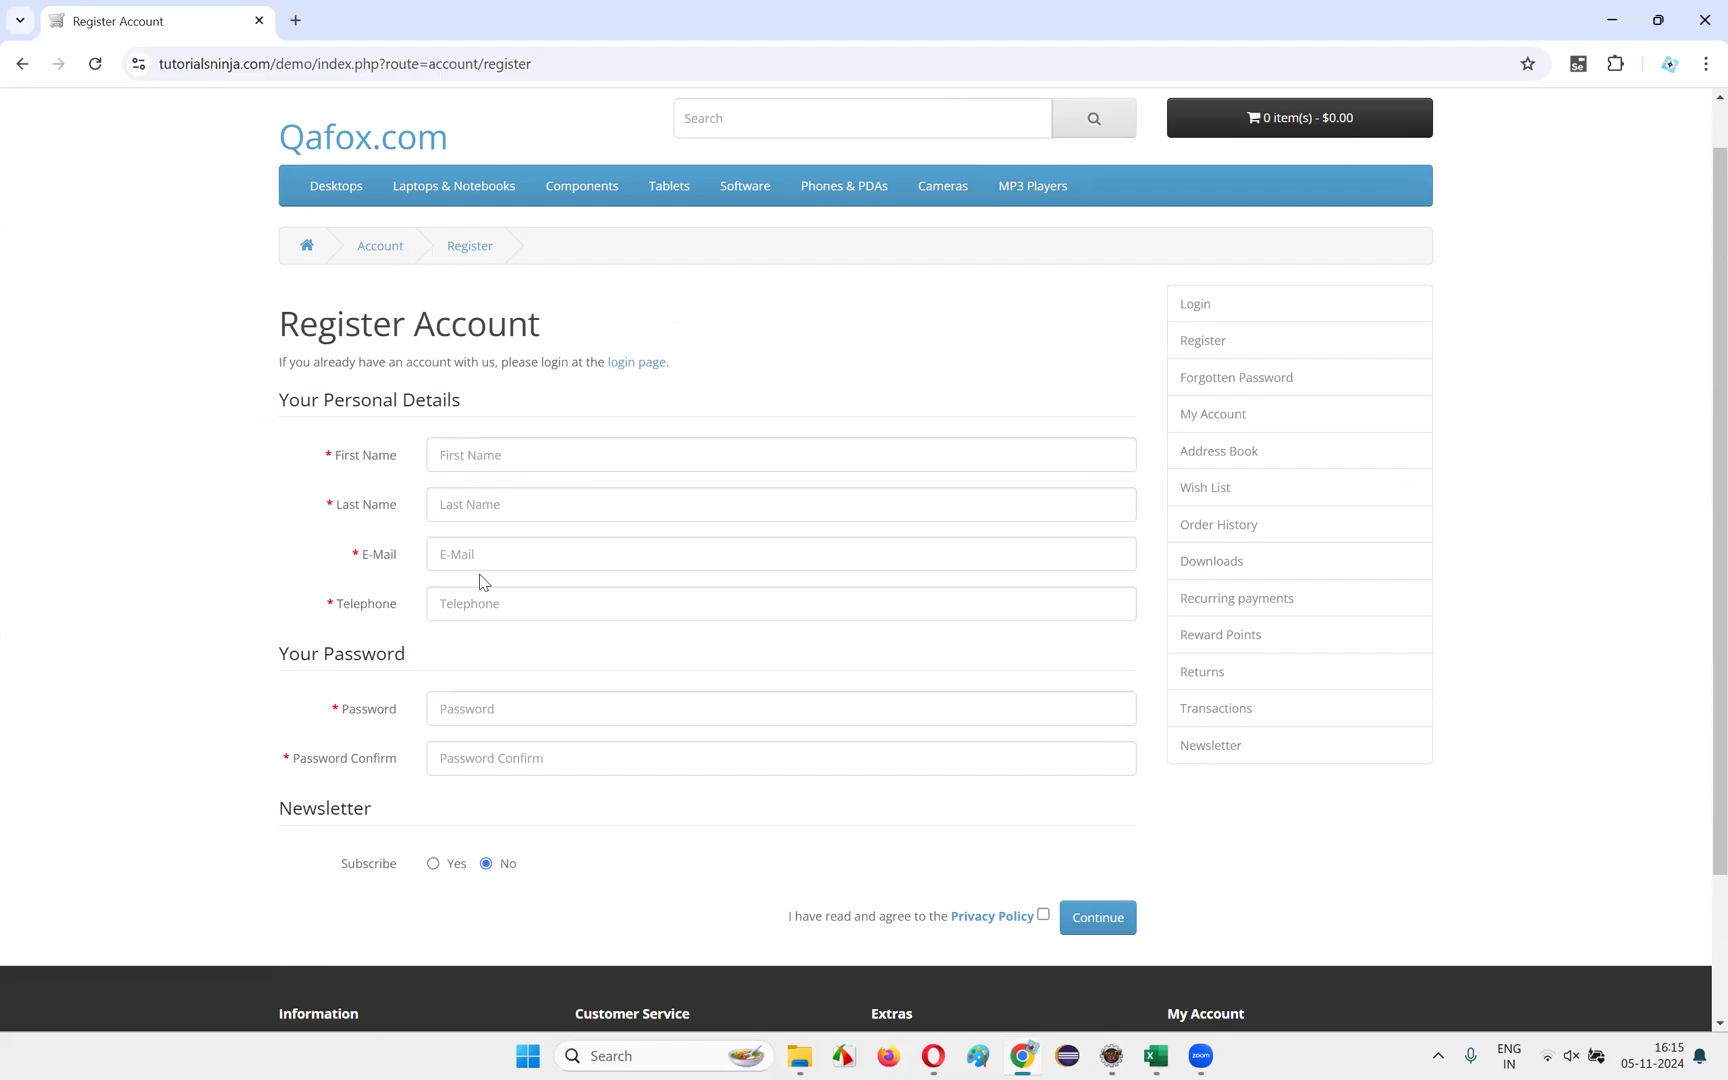 Register Account
tutorialsninja.com/demo/index.php?route=account/register
Se
Qafox.com
Search
0 item(s) - $0.00
Desktops Laptops & Notebooks Components Tablets Software Phones & PDAs Cameras MP3 Players
Account Register
Register Account
If you already have an account with us, please login at the login page.
Your Personal Details
* First Name First Name
* Last Name Last Name
* E-Mail E-Mail
* Telephone Telephone
Your Password
* Password Password
* Password Confirm Password Confirm
Newsletter
Subscribe Yes No
I have read and agree to the Privacy Policy Continue
Login
Register
Forgotten Password
My Account
Address Book
Wish List
Order History
Downloads
Recurring payments
Reward Points
Returns
Transactions
Newsletter
Information Customer Service Extras My Account
Search
zoom
ENG
IN
16:15
05-11-2024